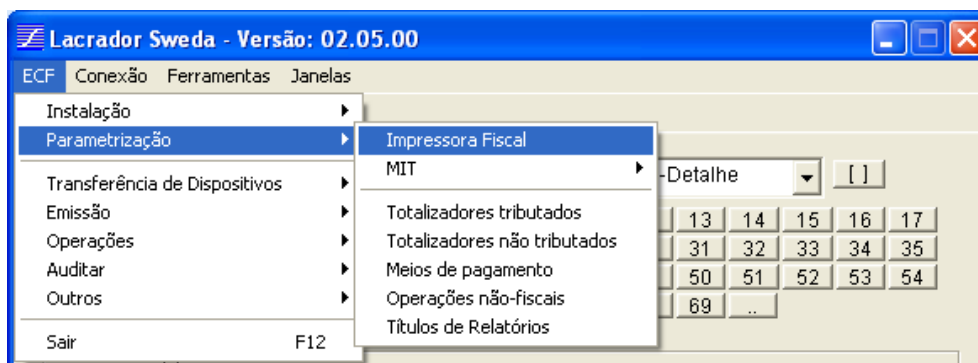 Lacrador Sweda - Versão: 02.05.00
ECF Conexão Ferramentas Janelas
Instalação
Parametrização
Transferência de Dispositivos
Emissão
Operações
Auditar
Outros
Sair F12
Impressora Fiscal
MIT
Totalizadores tributados
Totalizadores não tributados
Meios de pagamento
Operações não-fiscais
Títulos de Relatórios
-Detalhe [ ]
13 14 15 16 17
31 32 33 34 35
50 51 52 53 54
69 ..